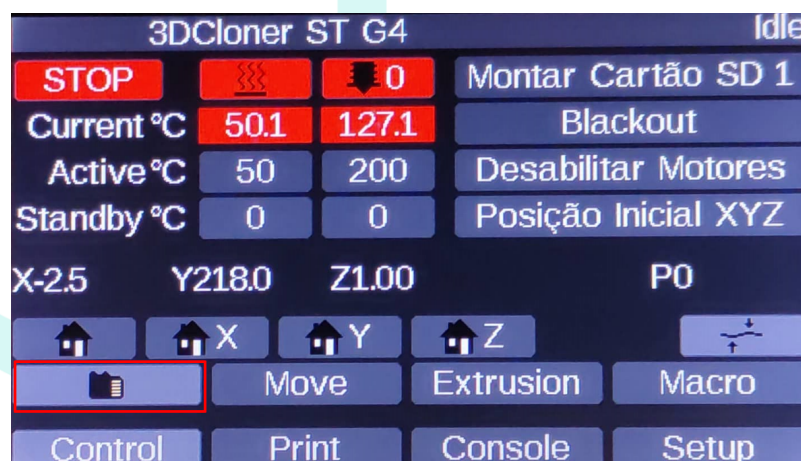 3DCloner ST G4 Idle
STOP 0 Montar Cartão SD 1
Current °C 50.1 127.1 Blackout
Active °C 50 200 Desabilitar Motores
Standby °C 0 0 Posição Inicial XYZ
X-2.5 Y218.0 Z1.00 P0
X Y Z
Move Extrusion Macro
Control Print Console Setup